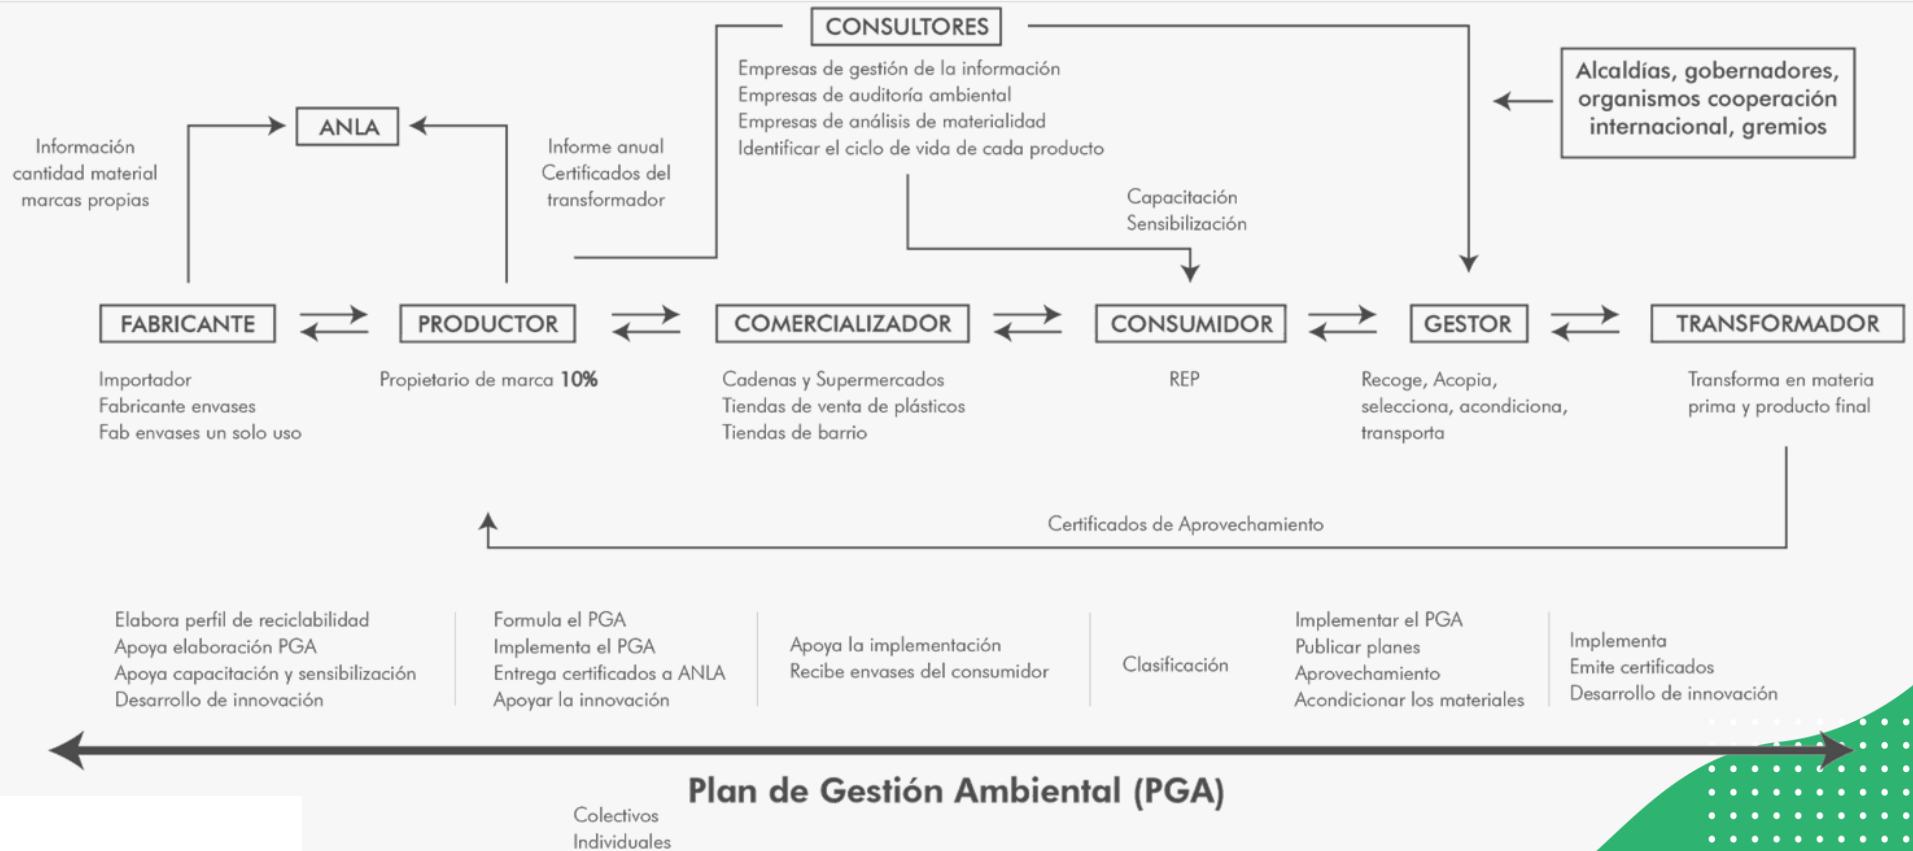 CONSULTORES
Empresas de gestión de la información
Empresas de auditoría ambiental
Empresas de análisis de materialidad
Identificar el ciclo de vida de cada producto
Alcaldías, gobernadores,
organismos cooperación
internacional, gremios
ANLA
Información
cantidad material
marcas propias
Informe anual
Certificados del
transformador
Capacitación
Sensibilización
FABRICANTE
Importador
Fabricante envases
Fab envases un solo uso
PRODUCTOR
Propietario de marca 10%
COMERCIALIZADOR
Cadenas y Supermercados
Tiendas de venta de plásticos
Tiendas de barrio
CONSUMIDOR
REP
GESTOR
Recoge, Acopia,
selecciona, acondiciona,
transporta
TRANSFORMADOR
Transforma en materia
prima y producto final
Certificados de Aprovechamiento
Elabora perfil de reciclabilidad
Apoya elaboración PGA
Apoya capacitación y sensibilización
Desarrollo de innovación
Formula el PGA
Implementa el PGA
Entrega certificados a ANLA
Apoyar la innovación
Apoya la implementación
Recibe envases del consumidor
Clasificación
Implementar el PGA
Publicar planes
Aprovechamiento
Acondicionar los materiales
Implementa
Emite certificados
Desarrollo de innovación
Plan de Gestión Ambiental (PGA)
Colectivos
Individuales